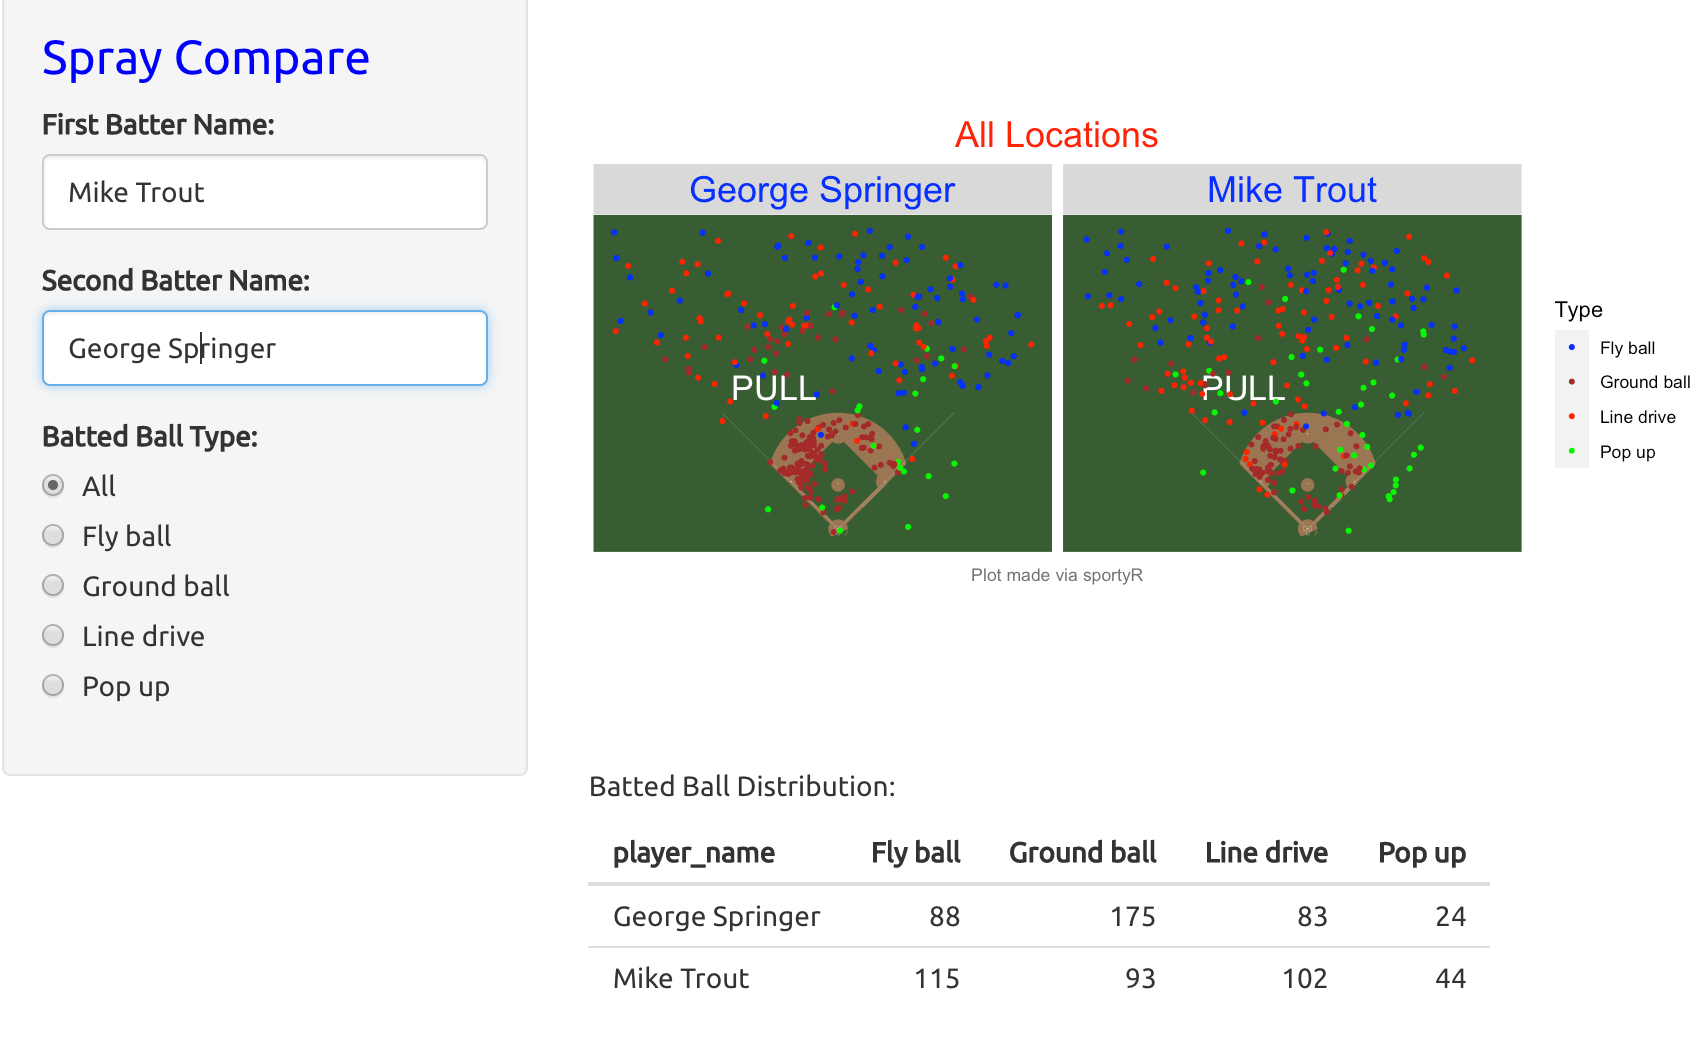 Spray Compare
First Batter Name:
Mike Trout
Second Batter Name:
George Springer
Batted Ball Type:
All
Fly ball
Ground ball
Line drive
Pop up
All Locations
George Springer
Mike Trout
PULL
PULL
Type
Fly ball
Ground ball
Line drive
Pop up
Plot made via sportyR
Batted Ball Distribution:
player_name Fly ball Ground ball Line drive Pop up
George Springer 88 175 83 24
Mike Trout 115 93 102 44